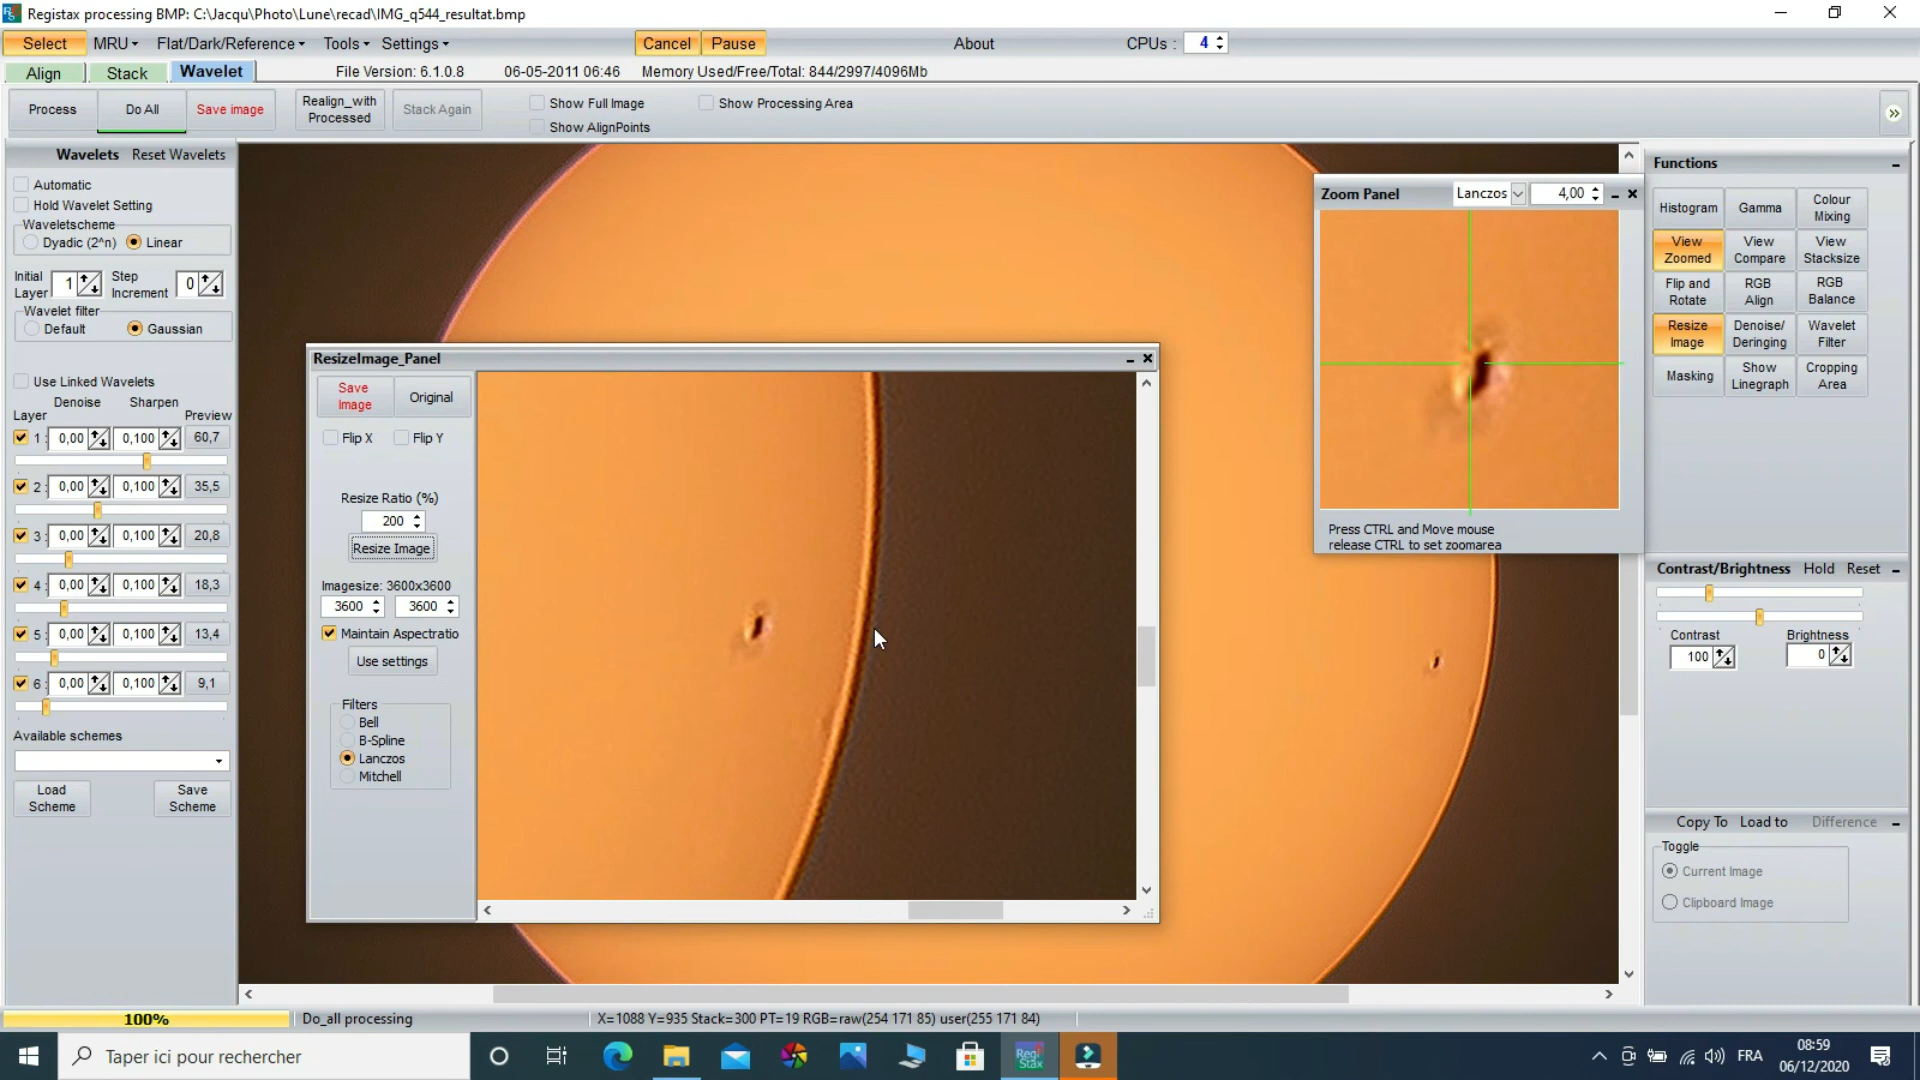 Registax processing BMP: C:\Jacqu\Photo\Lune\recad\IMG_q544_resultat.bmp
Select MRU Flat/Dark/Reference Tools Settings Cancel Pause About CPUs : 4
Align Stack Wavelet File Version: 6.1.0.8 06-05-2011 06:46 Memory Used/Free/Total: 844/2997/4096Mb
Process Do All Save image Realign_with Processed Stack Again
Show Full Image Show Processing Area
Show AlignPoints
Wavelets Reset Wavelets
Automatic
Hold Wavelet Setting
Waveletscheme
Dyadic (2^n) Linear
Initial Layer 1 Step Increment 0
Wavelet filter
Default Gaussian
Use Linked Wavelets
Denoise Sharpen
Layer Preview
1 : 0,00 0,100 60,7
2 : 0,00 0,100 35,5
3 : 0,00 0,100 20,8
4 : 0,00 0,100 18,3
5 : 0,00 0,100 13,4
6 : 0,00 0,100 9,1
Available schemes
Load Scheme Save Scheme
ResizeImage_Panel
Save Image Original
Flip X Flip Y
Resize Ratio (%)
200
Resize Image
Imagesize: 3600x3600
3600 3600
Maintain Aspectratio
Use settings
Filters
Bell
B-Spline
Lanczos
Mitchell
Zoom Panel Lanczos 4,00
Press CTRL and Move mouse
release CTRL to set zoomarea
Functions
Histogram Gamma Colour Mixing
View Zoomed View Compare View Stacksize
Flip and Rotate RGB Align RGB Balance
Resize Image Denoise/ Deringing Wavelet Filter
Masking Show Linegraph Cropping Area
Contrast/Brightness Hold Reset
Contrast Brightness
100 0
Copy To Load to Difference
Toggle
Current Image
Clipboard Image
100% Do_all processing X=1088 Y=935 Stack=300 PT=19 RGB=raw(254 171 85) user(255 171 84)
Taper ici pour rechercher
Regi Stax
FRA
08:59
06/12/2020